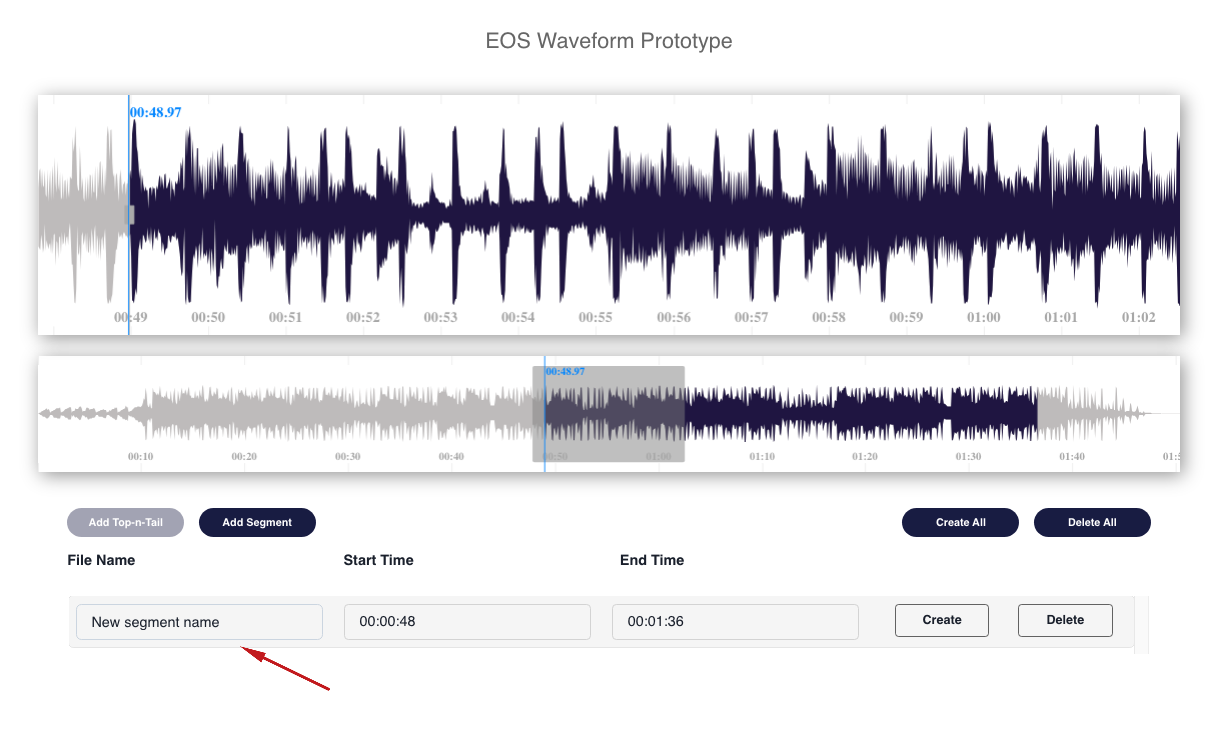 EOS Waveform Prototype
00:48.97
00:49 00:50 00:51 00:52 00:53 00:54 00:55 00:56 00:57 00:58 00:59 01:00 01:01 01:02
00:48.97
00:10 00:20 00:30 00:40 00:50 01:00 01:10 01:20 01:30 01:40
Add Top-n-Tail Add Segment Create All Delete All
File Name Start Time End Time
New segment name 00:00:48 00:01:36 Create Delete